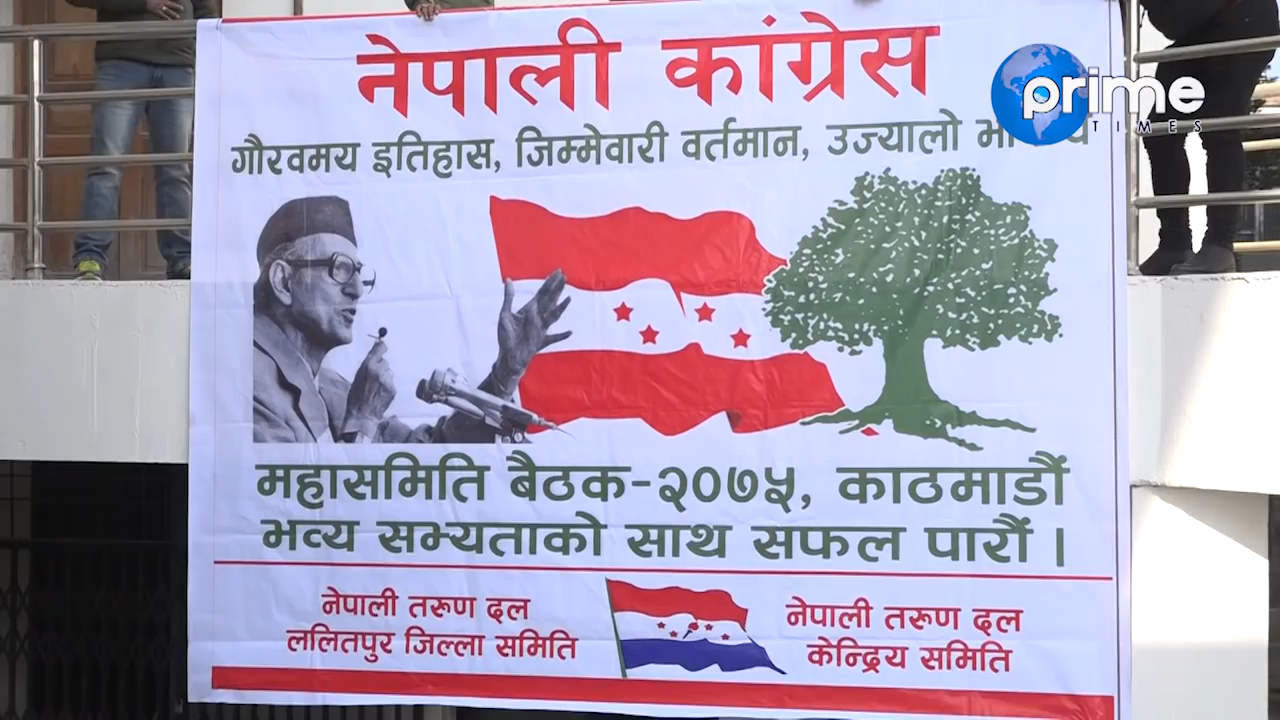 नेपाली कांग्रेस
prime
TIMES
गौरवमय इतिहास, जिम्मेवारी वर्तमान, उज्यालो
महासमिति बैठक-२०७५, काठमाडौं
भव्य सभ्यताको साथ सफल पारौं ।
नेपाली तरूण दल
ललितपुर जिल्ला समिति
नेपाली तरूण दल
केन्द्रिय समिति